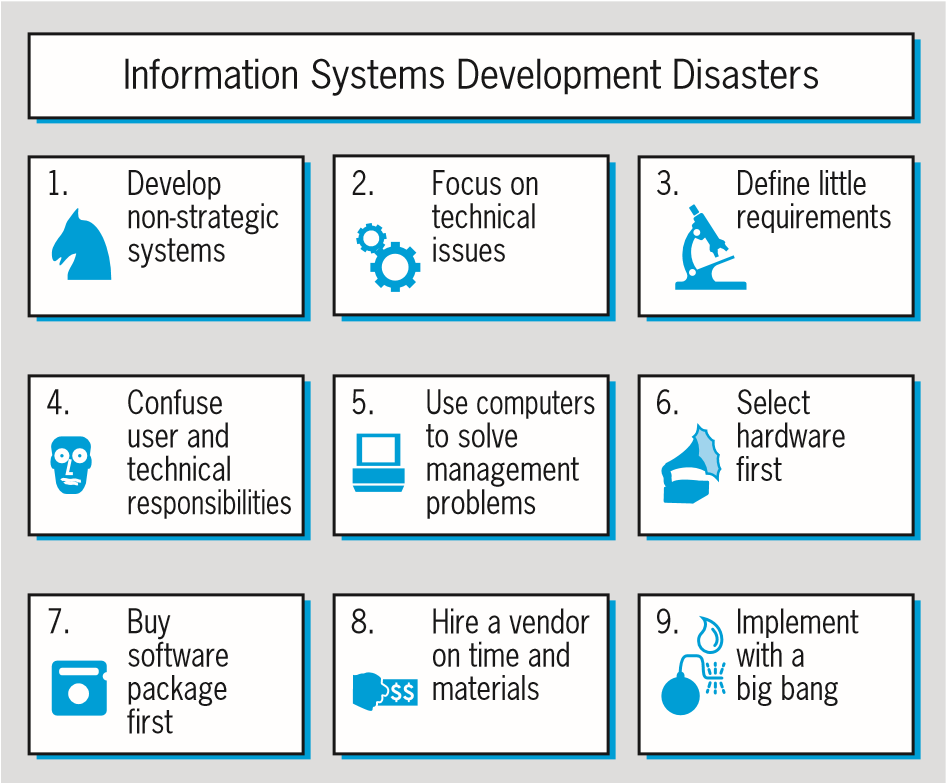 Information Systems Development Disasters
1. Develop
non-strategic
systems
2. Focus on
technical
issues
3. Define little
requirements
4. Confuse
user and
technical
responsibilities
5. Use computers
to solve
management
problems
6. Select
hardware
first
7. Buy
software
package
first
8. Hire a vendor
on time and
materials
$$
9. Implement
with a
big bang